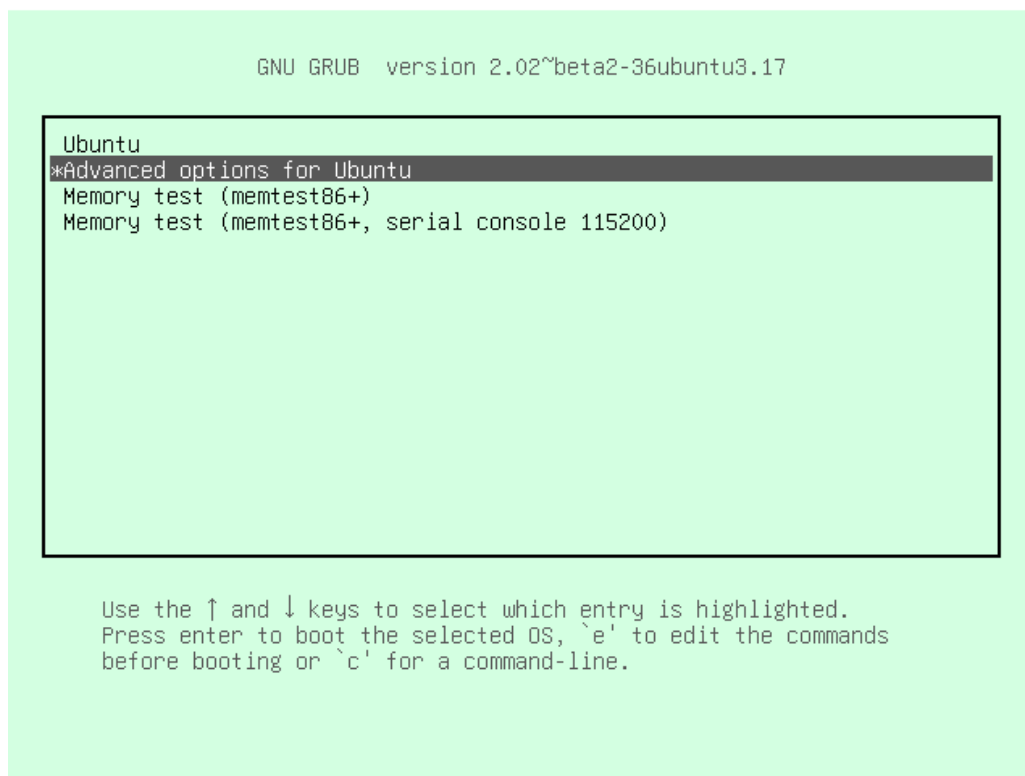 GNU GRUB  version 2.02~beta2-36ubuntu3.17
Ubuntu
*Advanced options for Ubuntu
Memory test (memtest86+)
Memory test (memtest86+, serial console 115200)
Use the ↑ and ↓ keys to select which entry is highlighted.
Press enter to boot the selected OS, `e' to edit the commands
before booting or `c' for a command-line.